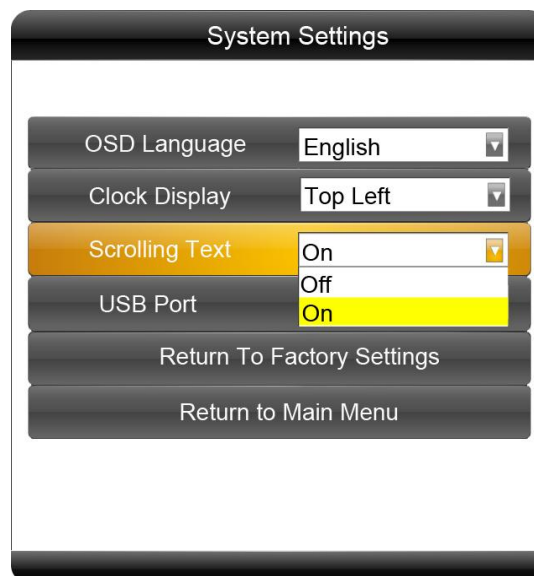 System Settings
OSD Language English
Clock Display Top Left
Scrolling Text On
Off
USB Port On
Return To Factory Settings
Return to Main Menu